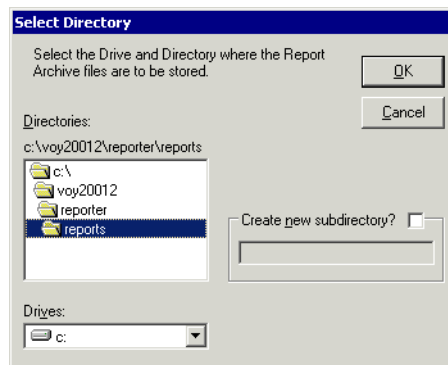 Select Directory
Select the Drive and Directory where the Report
Archive files are to be stored.
OK
Cancel
Directories:
c:\voy20012\reporter\reports
c:\
voy20012
reporter
reports
Create new subdirectory?
Drives:
c: